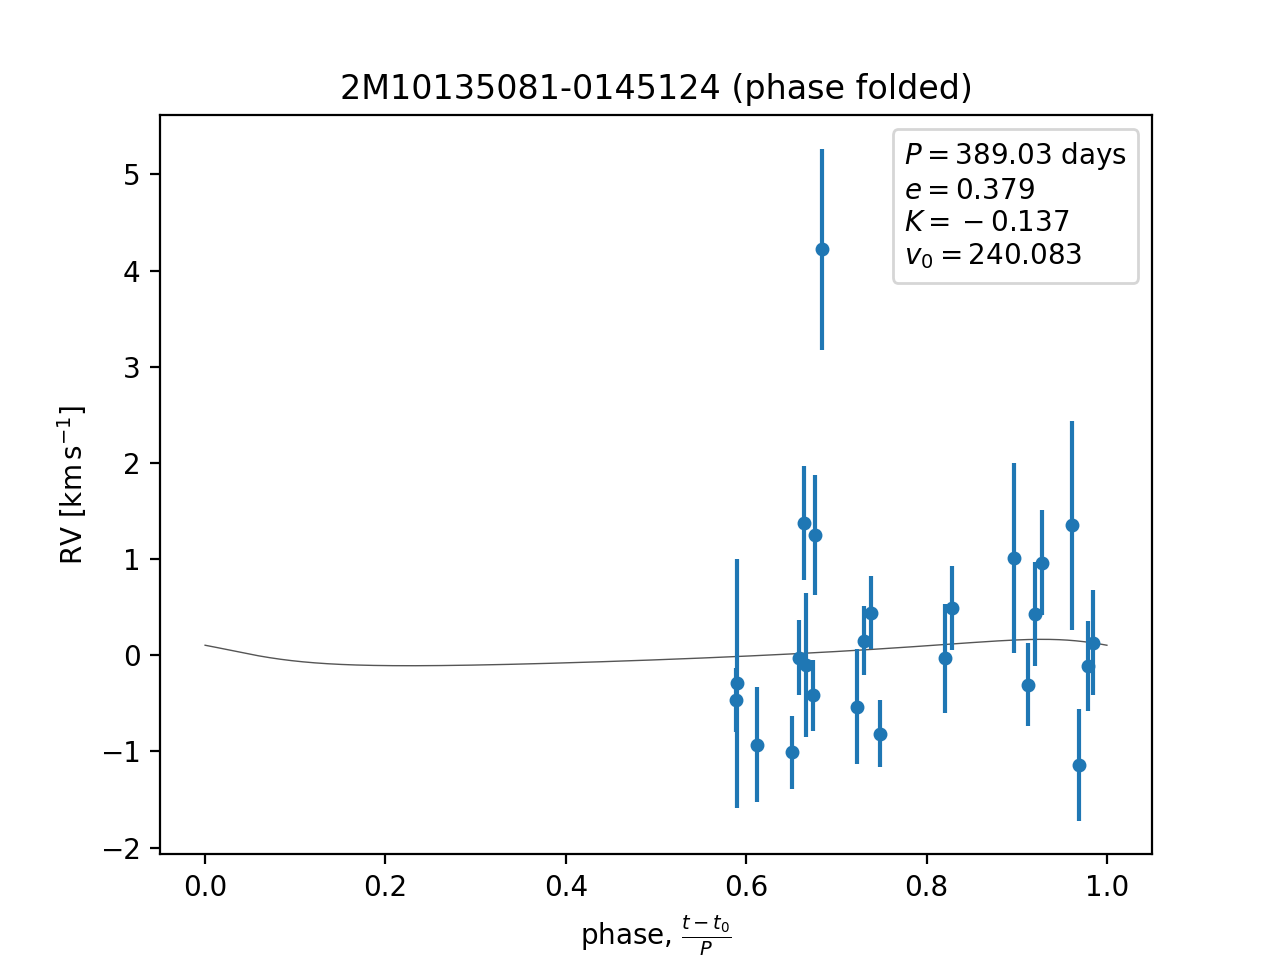 2M10135081-0145124 (phase folded)
P = 389.03 days
e = 0.379
K = −0.137
v₀ = 240.083
5
4
3
2
1
0
−1
−2
RV [km s⁻¹]
0.0 0.2 0.4 0.6 0.8 1.0
phase, (t − t₀)/P